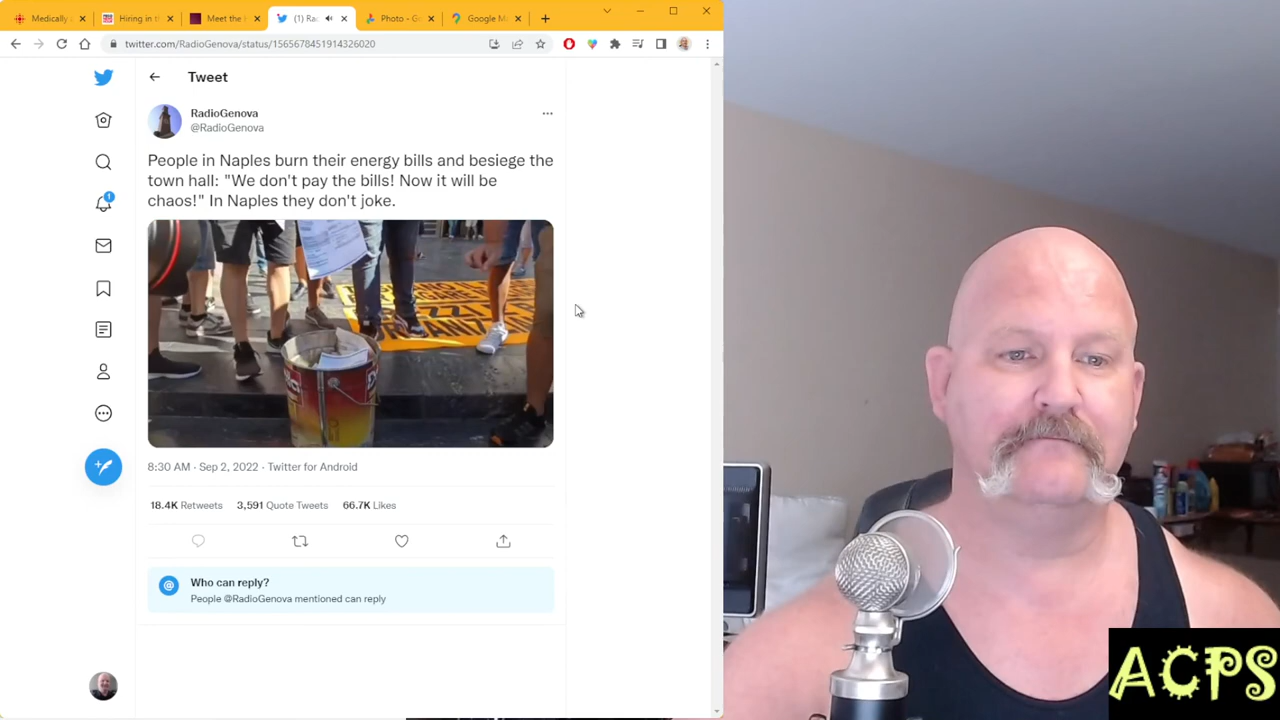 Medically
Hiring in t
Meet the
(1) Ra
Photo - G
Google M
twitter.com/RadioGenova/status/1565678451914326020
Tweet
RadioGenova
@RadioGenova
People in Naples burn their energy bills and besiege the
town hall: "We don't pay the bills! Now it will be
chaos!" In Naples they don't joke.
8:30 AM · Sep 2, 2022 · Twitter for Android
18.4K Retweets 3,591 Quote Tweets 66.7K Likes
Who can reply?
People @RadioGenova mentioned can reply
1
ACPS